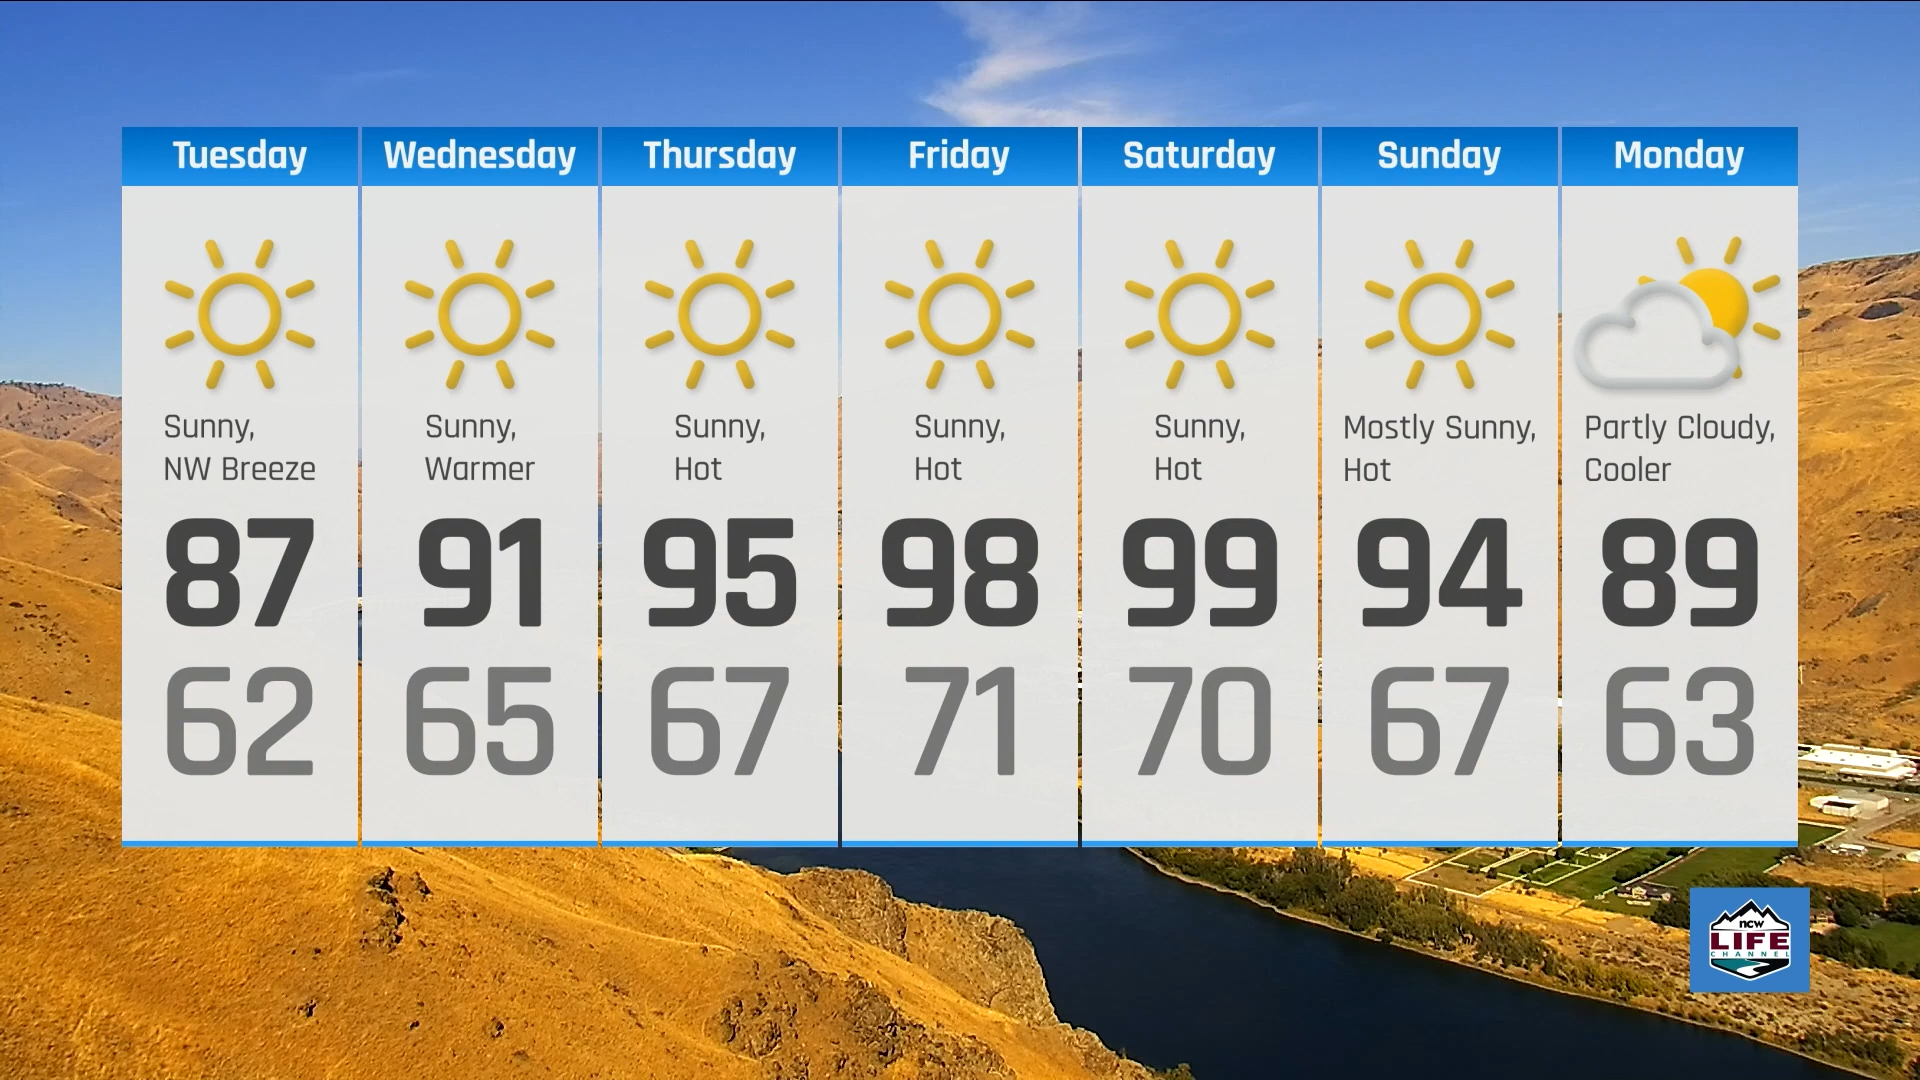 Tuesday
Sunny,
NW Breeze
87
62
Wednesday
Sunny,
Warmer
91
65
Thursday
Sunny,
Hot
95
67
Friday
Sunny,
Hot
98
71
Saturday
Sunny,
Hot
99
70
Sunday
Mostly Sunny,
Hot
94
67
Monday
Partly Cloudy,
Cooler
89
63
ncw
LIFE
CHANNEL